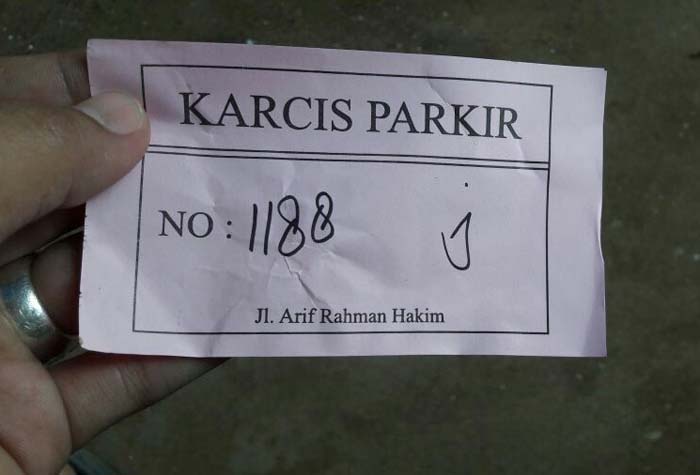 KARCIS PARKIR
NO : 1188 j
Jl. Arif Rahman Hakim